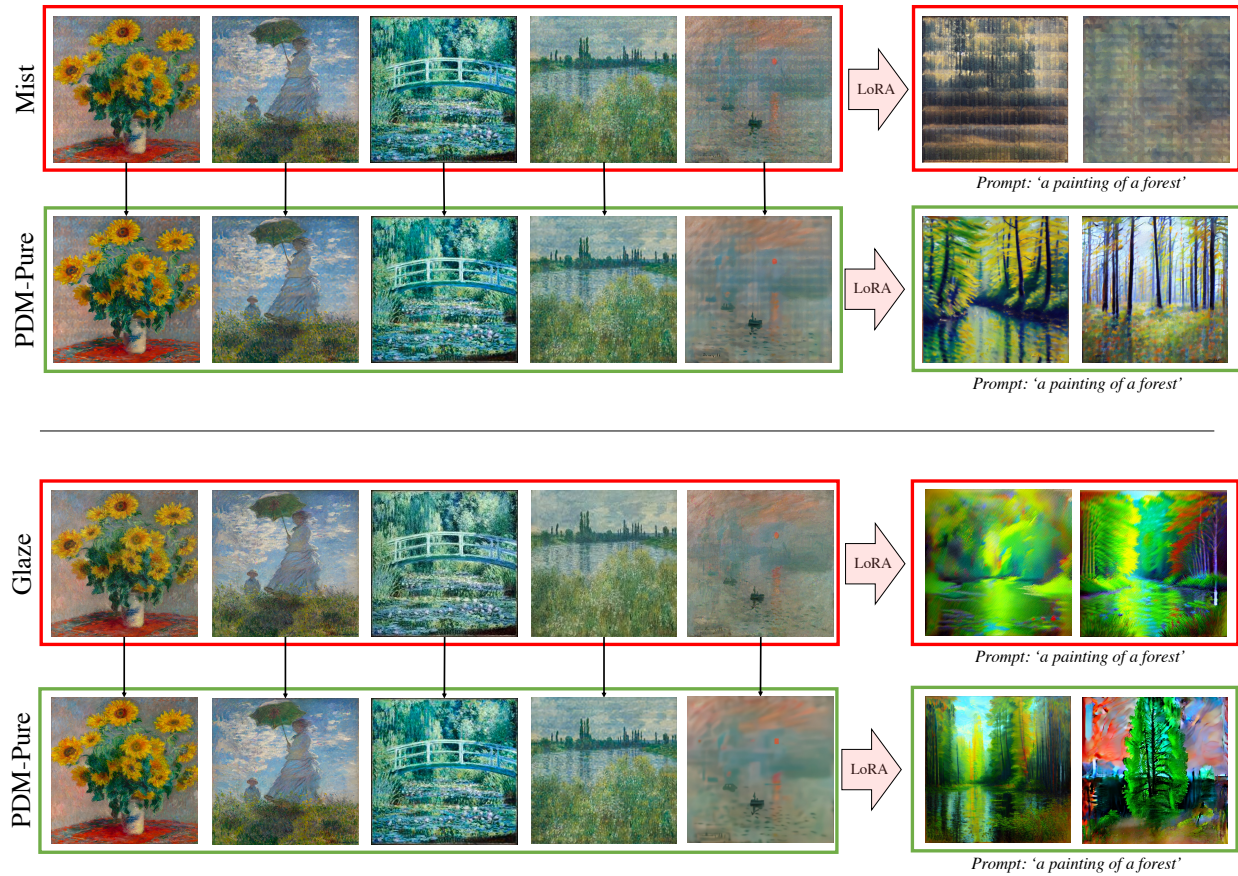 Mist
LoRA
Prompt: ‘a painting of a forest’
PDM-Pure
LoRA
Prompt: ‘a painting of a forest’
Glaze
LoRA
Prompt: ‘a painting of a forest’
PDM-Pure
LoRA
Prompt: ‘a painting of a forest’